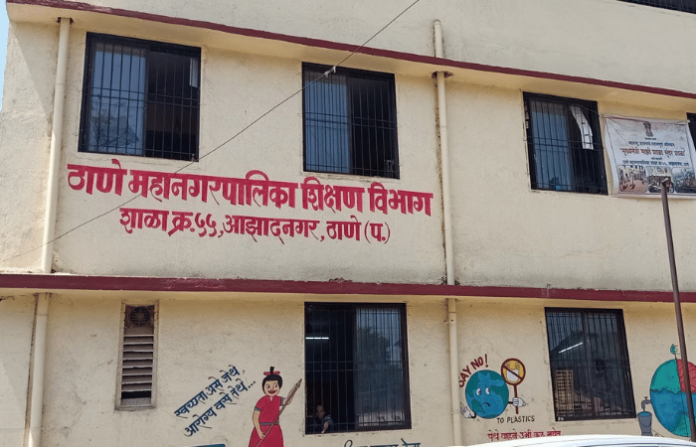 ठाणे महानगरपालिका शिक्षण विभाग
शाळा क्र.५५, आझादनगर, ठाणे (प.)
स्वच्छता असे जेथे,
आरोग्य वसे तेथे...
SAY NO!
TO PLASTICS